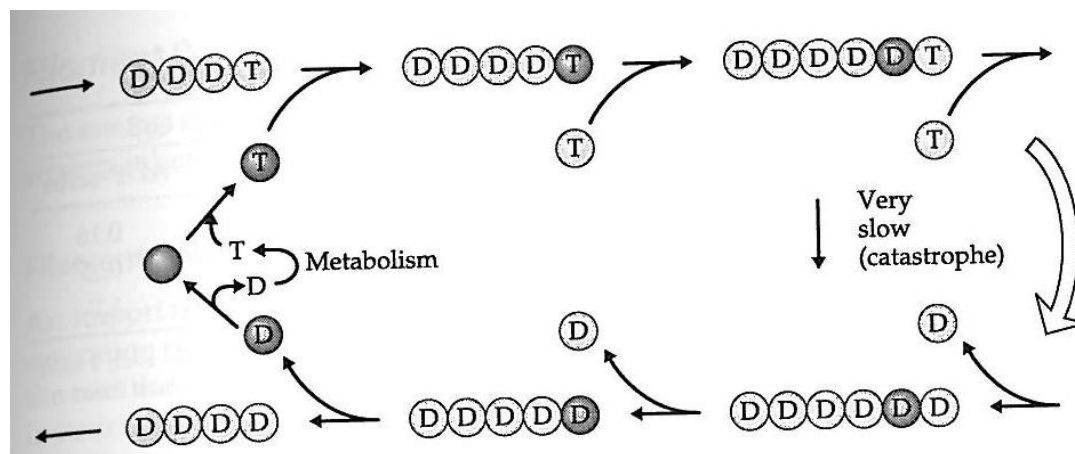 D D D T
D D D D T
D D D D D T
T
T
T
T
Metabolism
D
D
Very
slow
(catastrophe)
D
D
D D D D
D D D D D
D D D D D D